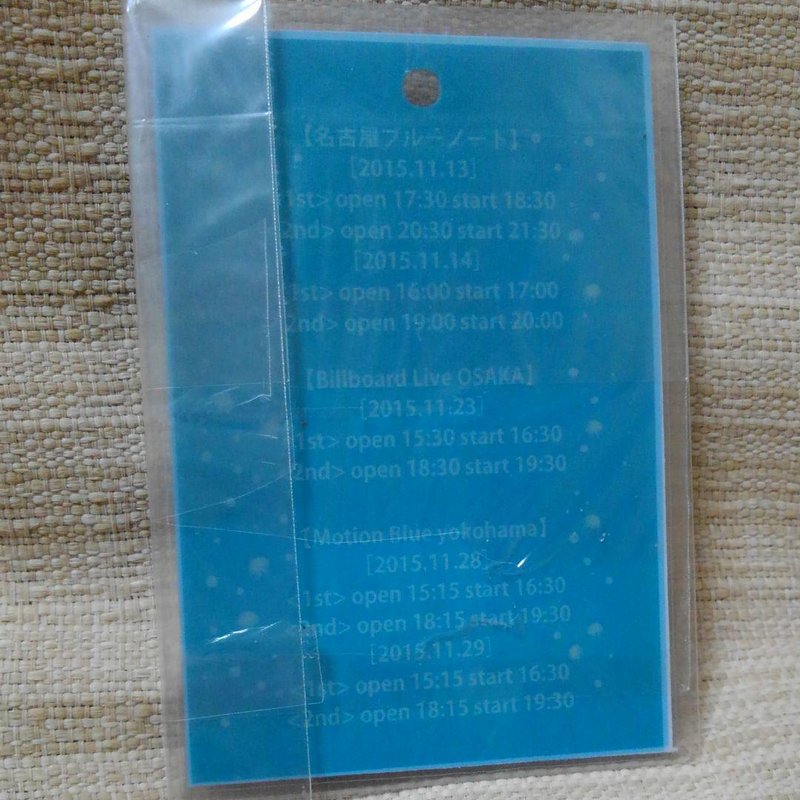 【名古屋ブルーノート】
[2015.11.13]
<1st> open 17:30 start 18:30
<2nd> open 20:30 start 21:30
[2015.11.14]
<1st> open 16:00 start 17:00
<2nd> open 19:00 start 20:00
【Billboard Live OSAKA】
[2015.11.23]
<1st> open 15:30 start 16:30
<2nd> open 18:30 start 19:30
【Motion Blue yokohama】
[2015.11.28]
<1st> open 15:15 start 16:30
<2nd> open 18:15 start 19:30
[2015.11.29]
<1st> open 15:15 start 16:30
<2nd> open 18:15 start 19:30